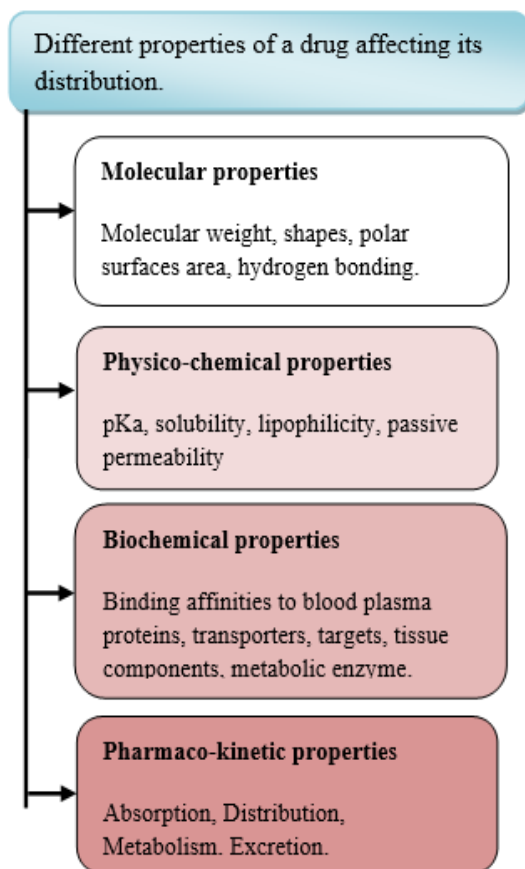 Different properties of a drug affecting its
distribution.
Molecular properties
Molecular weight, shapes, polar
surfaces area, hydrogen bonding.
Physico-chemical properties
pKa, solubility, lipophilicity, passive
permeability
Biochemical properties
Binding affinities to blood plasma
proteins, transporters, targets, tissue
components, metabolic enzyme.
Pharmaco-kinetic properties
Absorption, Distribution,
Metabolism. Excretion.